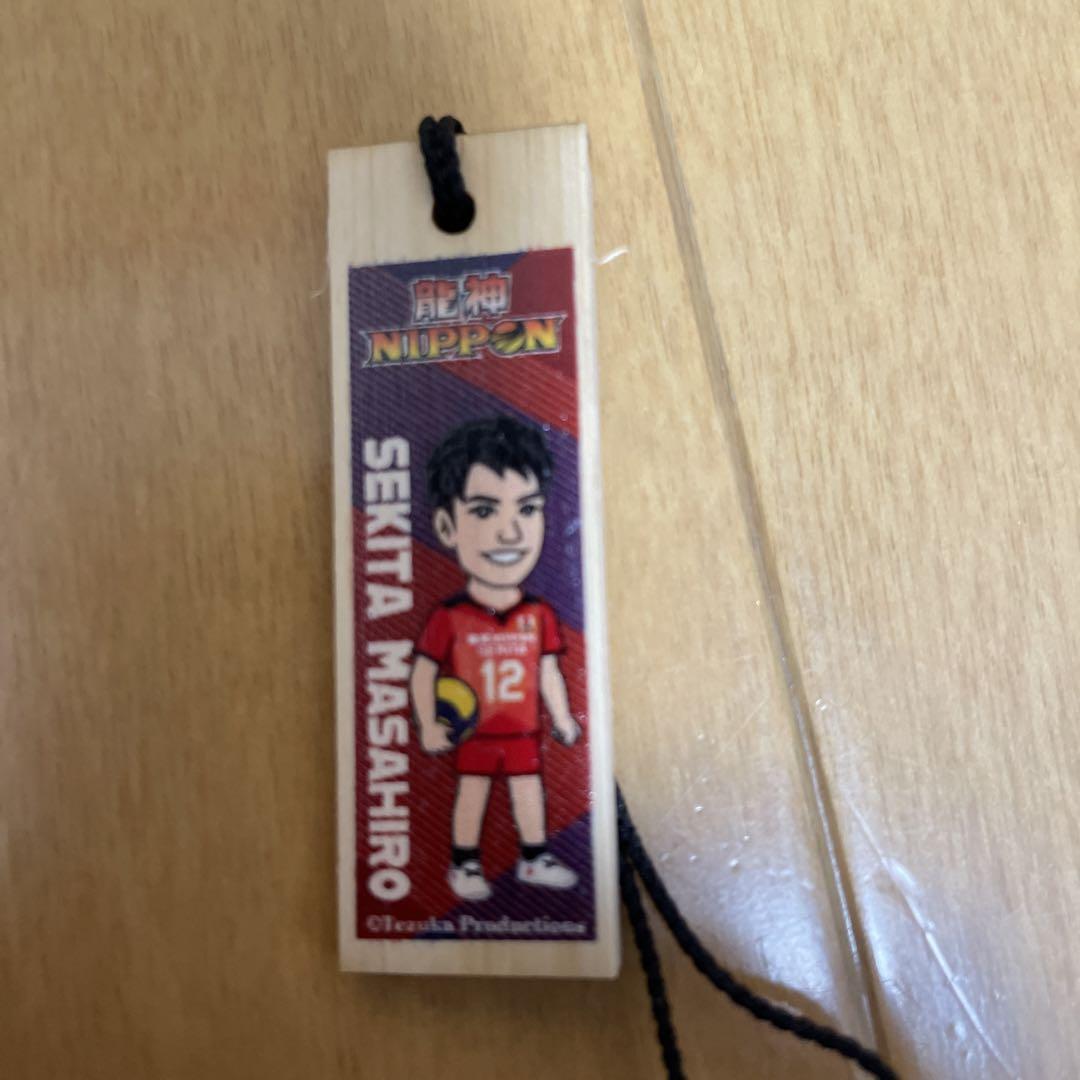 龍神
NIPPON
SEKITA MASAHIRO
12
©Tezuka Productions